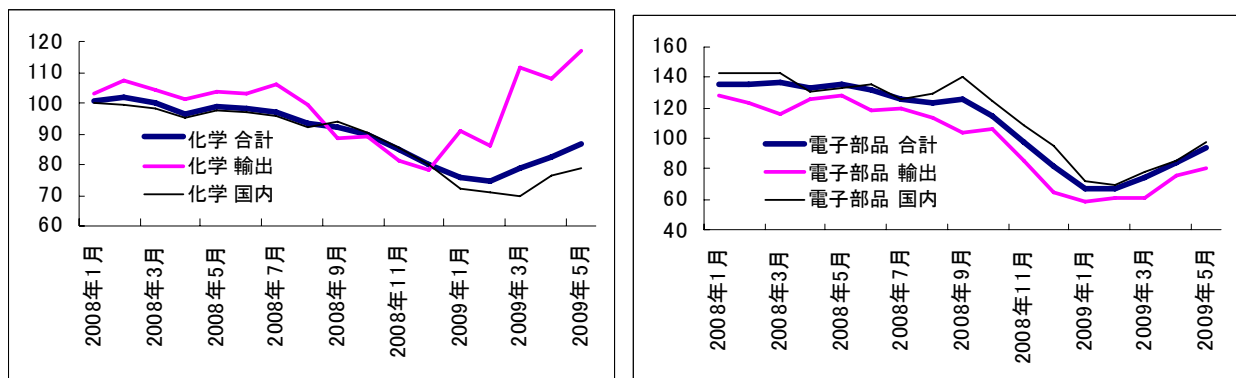 120
110
100
90
80
70
60
化学 合計
化学 輸出
化学 国内
2008年1月
2008年3月
2008年5月
2008年7月
2008年9月
2008年11月
2009年1月
2009年3月
2009年5月
160
140
120
100
80
60
40
電子部品 合計
電子部品 輸出
電子部品 国内
2008年1月
2008年3月
2008年5月
2008年7月
2008年9月
2008年11月
2009年1月
2009年3月
2009年5月